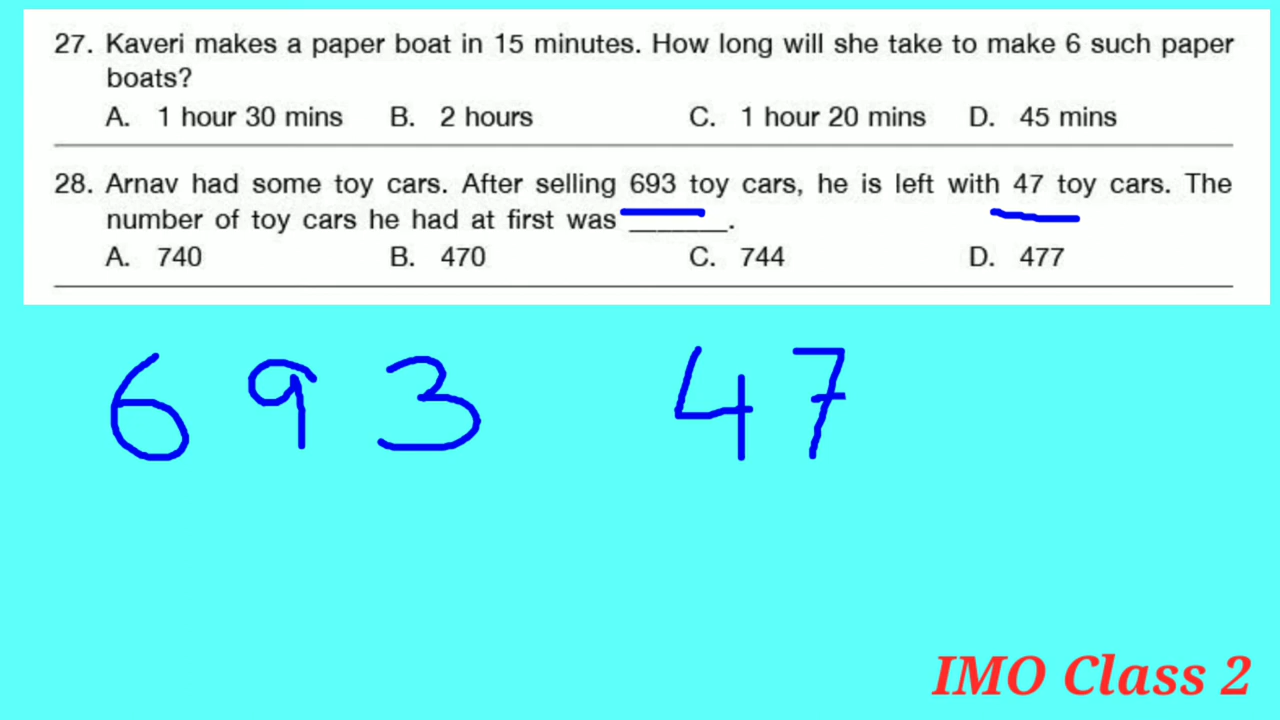 27. Kaveri makes a paper boat in 15 minutes. How long will she take to make 6 such paper
boats?
A. 1 hour 30 mins B. 2 hours C. 1 hour 20 mins D. 45 mins
28. Arnav had some toy cars. After selling 693 toy cars, he is left with 47 toy cars. The
number of toy cars he had at first was _______.
A. 740 B. 470 C. 744 D. 477
693 47
IMO Class 2